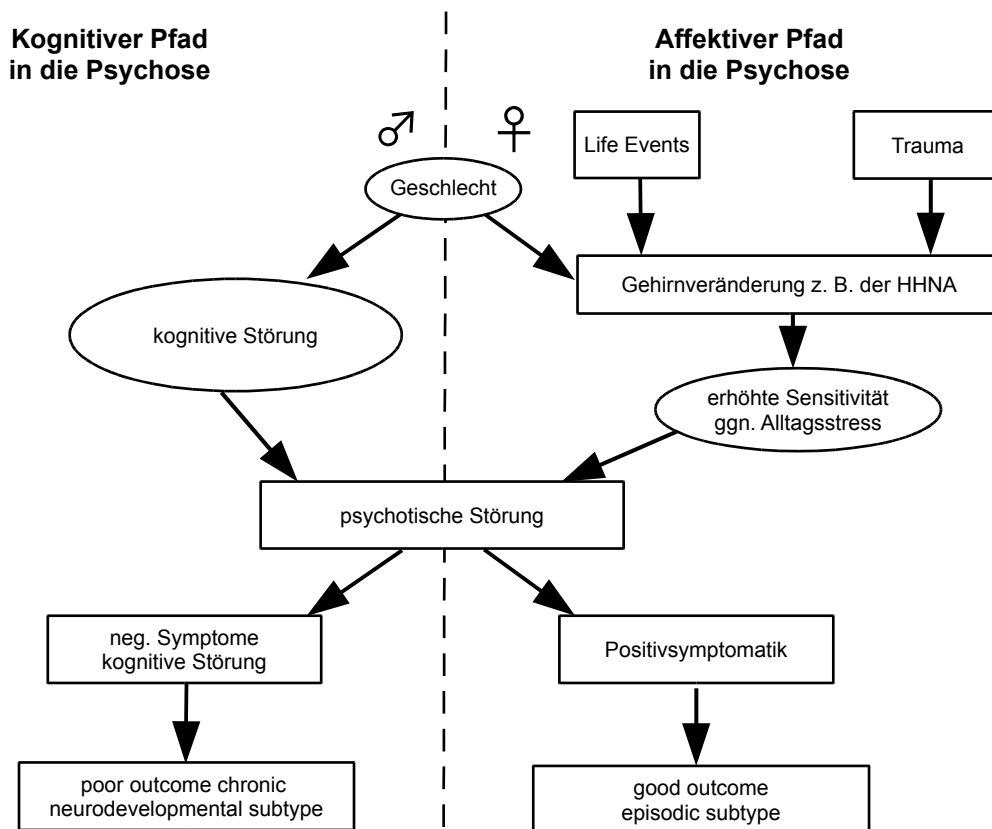 Kognitiver Pfad
in die Psychose
Affektiver Pfad
in die Psychose
♂
♀
Life Events
Trauma
Geschlecht
Gehirnveränderung z. B. der HHNA
kognitive Störung
erhöhte Sensitivität
ggn. Alltagsstress
psychotische Störung
neg. Symptome
kognitive Störung
Positivsymptomatik
poor outcome chronic
neurodevelopmental subtype
good outcome
episodic subtype